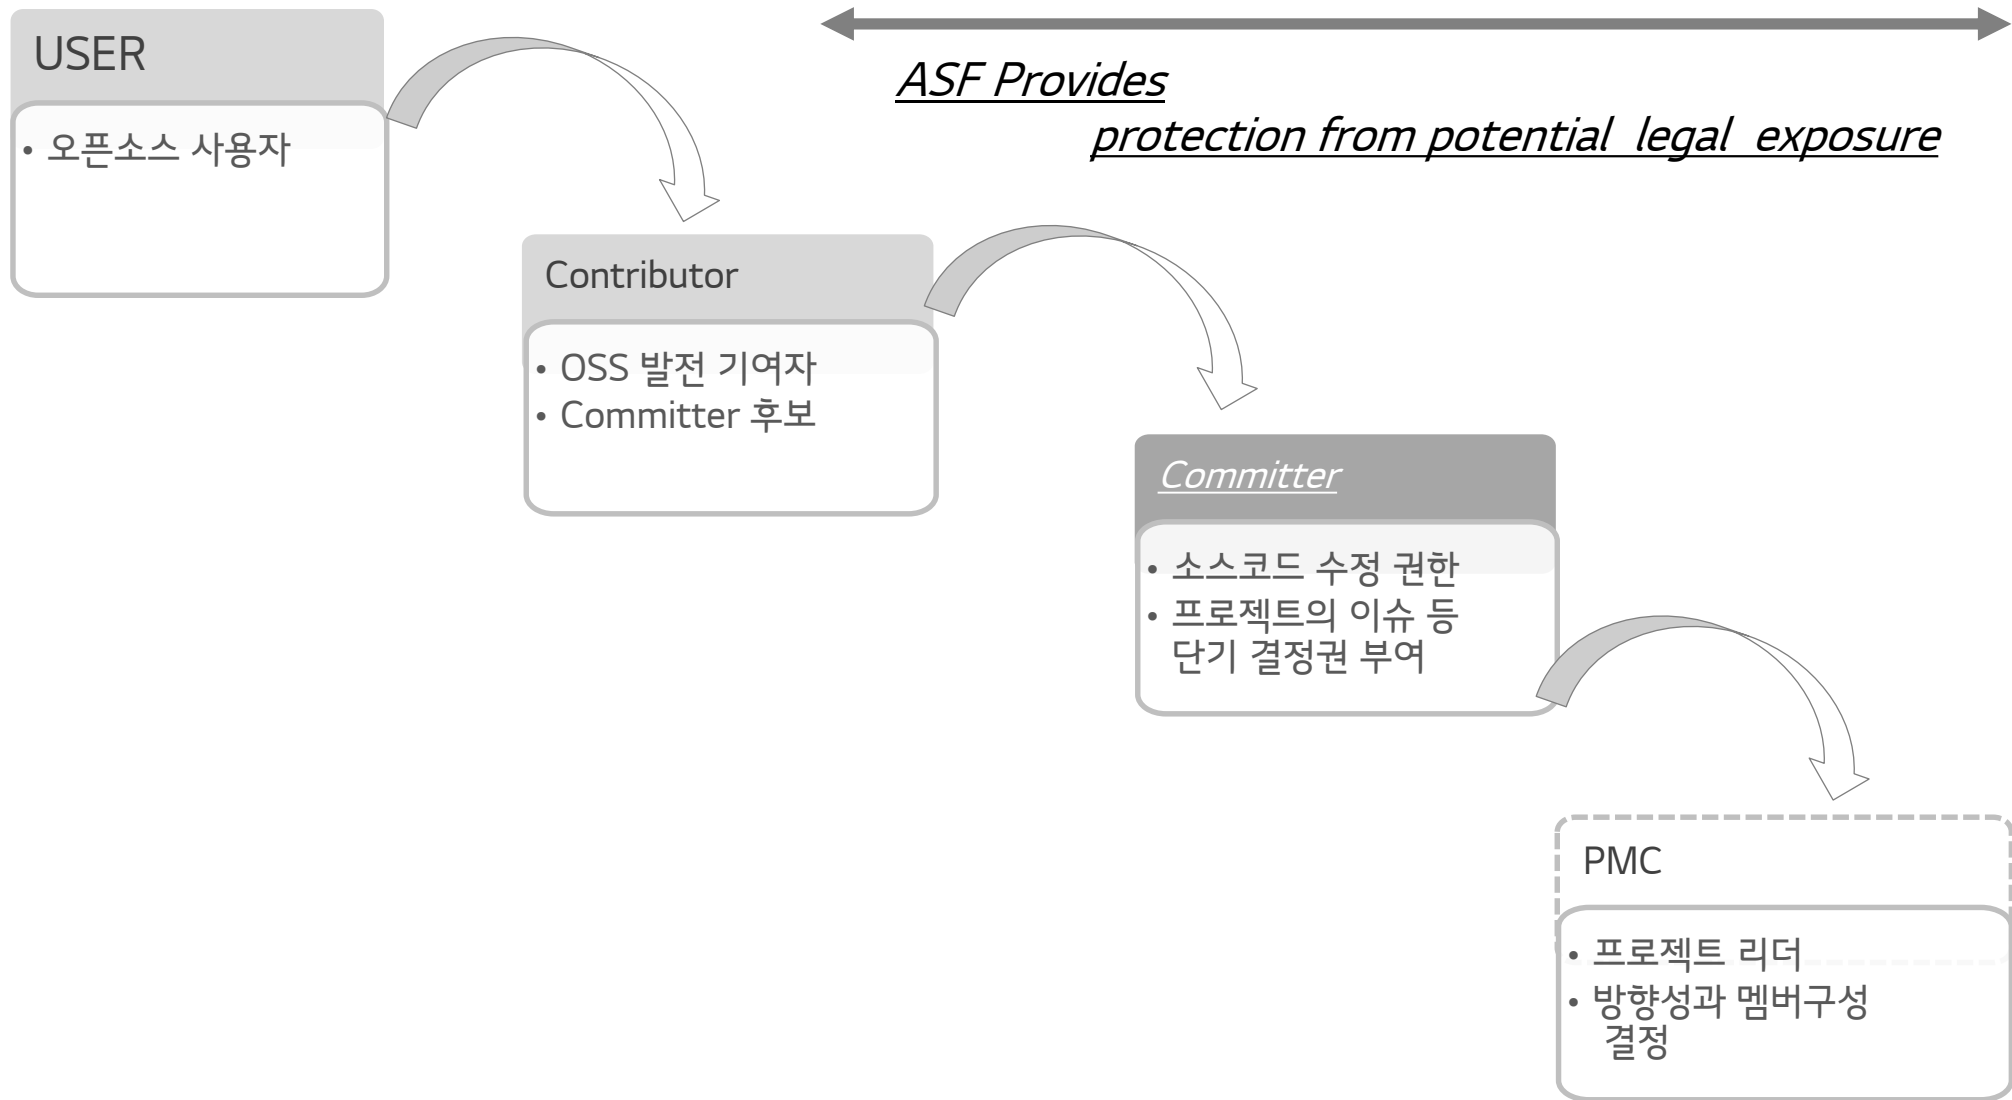 USER
• 오픈소스 사용자
ASF Provides
protection from potential legal exposure
Contributor
• OSS 발전 기여자
• Committer 후보
Committer
• 소스코드 수정 권한
• 프로젝트의 이슈 등
단기 결정권 부여
PMC
• 프로젝트 리더
• 방향성과 멤버구성
결정